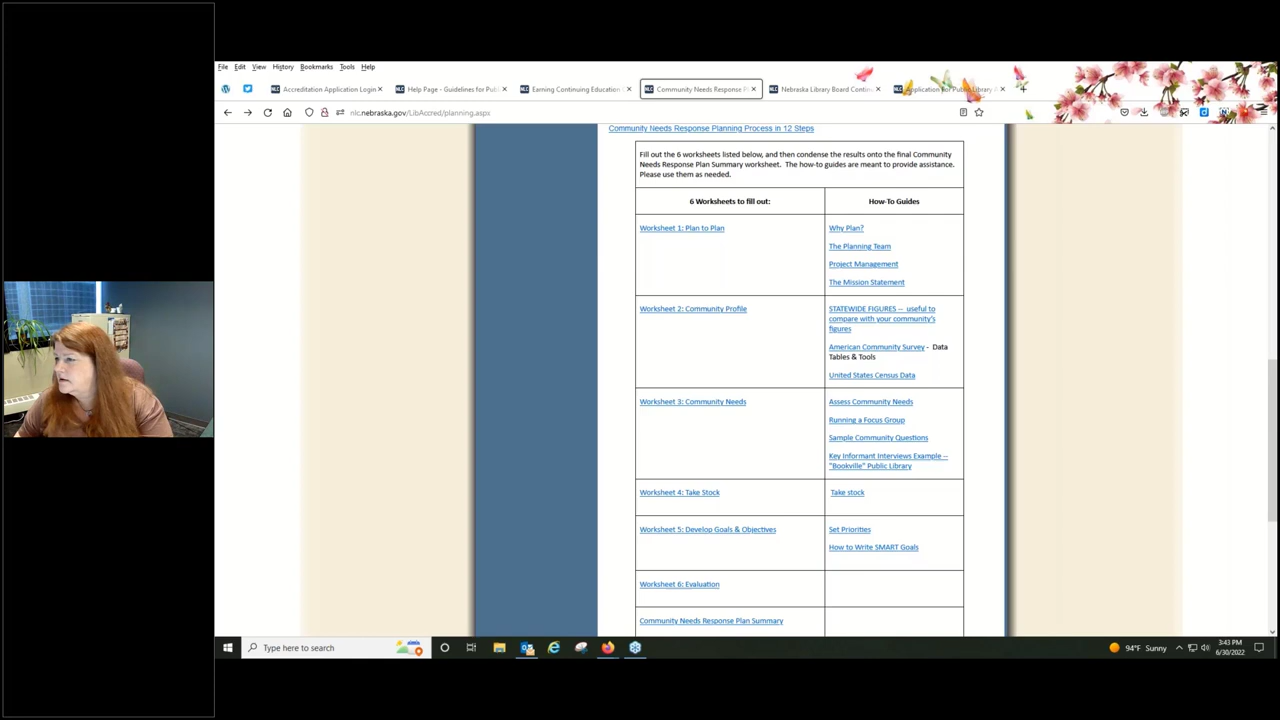 File Edit View History Bookmarks Tools Help
Accreditation Application Login
Help Page - Guidelines for Publ
Earning Continuing Education
Community Needs Response P
Nebraska Library Board Contin
Application for Public Library A
nlc.nebraska.gov/LibAccred/planning.aspx
Community Needs Response Planning Process in 12 Steps
Fill out the 6 worksheets listed below, and then condense the results onto the final Community
Needs Response Plan Summary worksheet. The how-to guides are meant to provide assistance.
Please use them as needed.
6 Worksheets to fill out:
How-To Guides
Worksheet 1: Plan to Plan
Why Plan?
The Planning Team
Project Management
The Mission Statement
Worksheet 2: Community Profile
STATEWIDE FIGURES -- useful to
compare with your community's
figures
American Community Survey - Data
Tables & Tools
United States Census Data
Worksheet 3: Community Needs
Assess Community Needs
Running a Focus Group
Sample Community Questions
Key Informant Interviews Example --
"Bookville" Public Library
Worksheet 4: Take Stock
Take stock
Worksheet 5: Develop Goals & Objectives
Set Priorities
How to Write SMART Goals
Worksheet 6: Evaluation
Community Needs Response Plan Summary
Type here to search
94°F Sunny
3:43 PM
6/30/2022